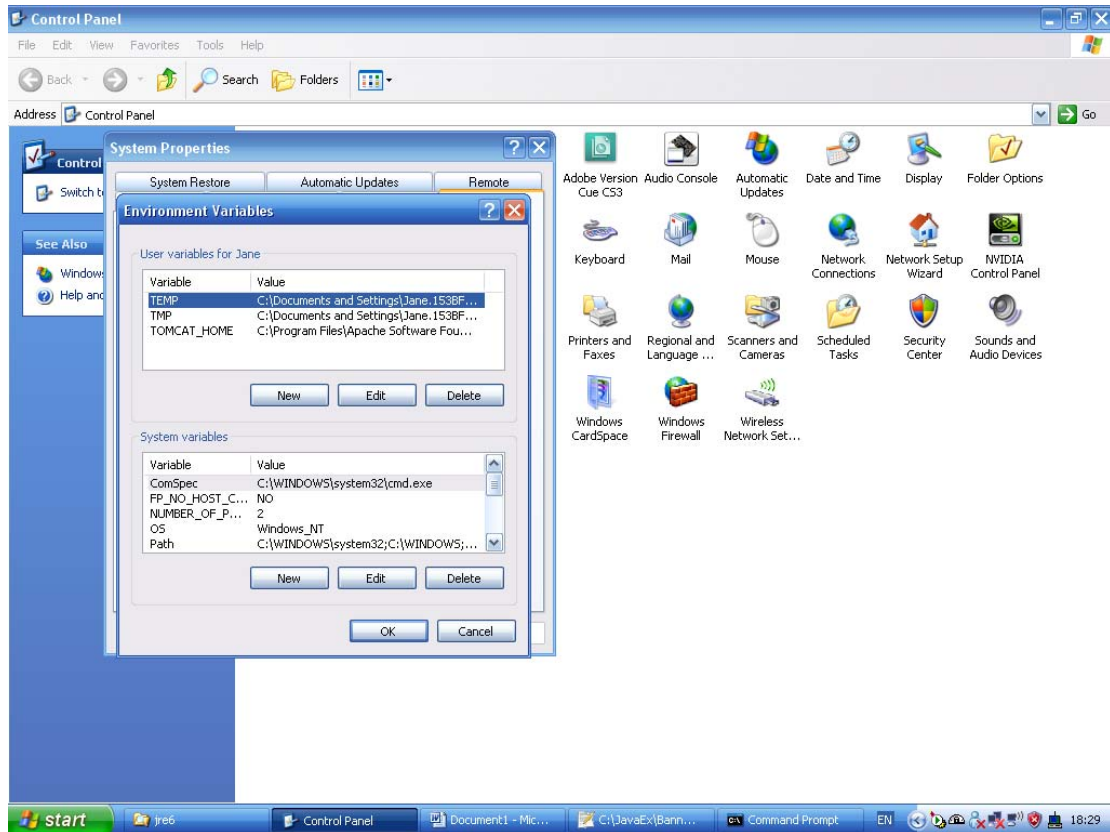 Control Panel
File Edit View Favorites Tools Help
Back Search Folders
Address Control Panel Go
Control
Switch t
See Also
Window
Help and
System Properties
System Restore Automatic Updates Remote
Environment Variables
User variables for Jane
Variable Value
TEMP C:\Documents and Settings\Jane.153BF...
TMP C:\Documents and Settings\Jane.153BF...
TOMCAT_HOME C:\Program Files\Apache Software Fou...
New Edit Delete
System variables
Variable Value
ComSpec C:\WINDOWS\system32\cmd.exe
FP_NO_HOST_C... NO
NUMBER_OF_P... 2
OS Windows_NT
Path C:\WINDOWS\system32;C:\WINDOWS;...
New Edit Delete
OK Cancel
Adobe Version Audio Console Automatic Date and Time Display Folder Options
Cue CS3 Updates
Keyboard Mail Mouse Network Network Setup NVIDIA
Connections Wizard Control Panel
Printers and Regional and Scanners and Scheduled Security Sounds and
Faxes Language ... Cameras Tasks Center Audio Devices
Windows Windows Wireless
CardSpace Firewall Network Set...
start jre6 Control Panel Document1 - Mic... C:\JavaEx\Bann... Command Prompt EN 18:29